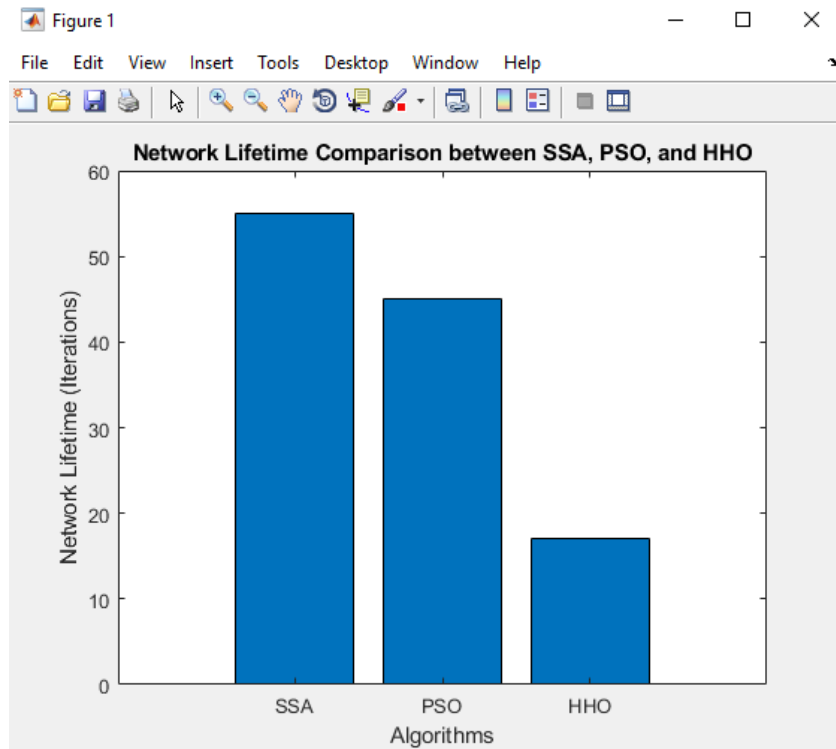 Figure 1
File Edit View Insert Tools Desktop Window Help
Network Lifetime Comparison between SSA, PSO, and HHO
60
50
40
30
20
10
0
Network Lifetime (Iterations)
SSA PSO HHO
Algorithms